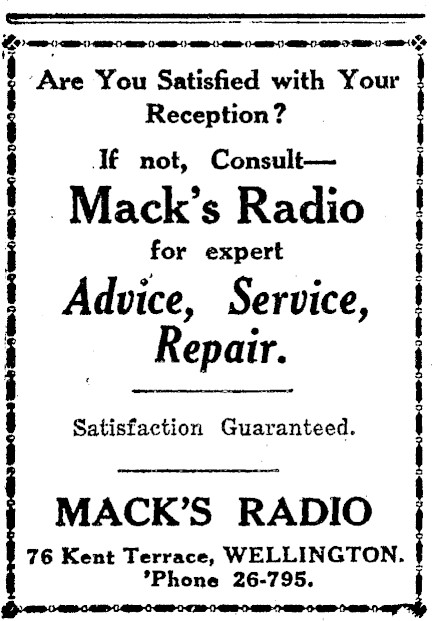 Are You Satisfied with Your
Reception?
If not, Consult—
Mack's Radio
for expert
Advice, Service,
Repair.
Satisfaction Guaranteed.
MACK'S RADIO
76 Kent Terrace, WELLINGTON.
'Phone 26-795.